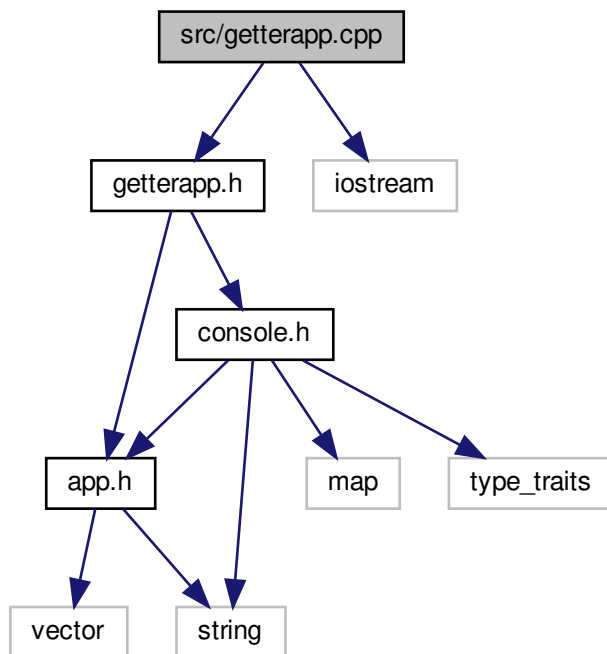 src/getterapp.cpp
getterapp.h
iostream
console.h
app.h
map
type_traits
vector
string